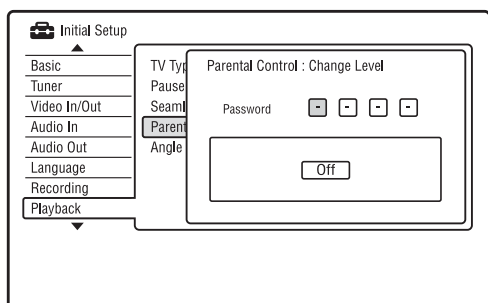 Initial Setup
Basic
Tuner
Video In/Out
Audio In
Audio Out
Language
Recording
Playback
TV Typ
Pause
Seaml
Parent
Angle
Parental Control : Change Level
Password - - - -
Off